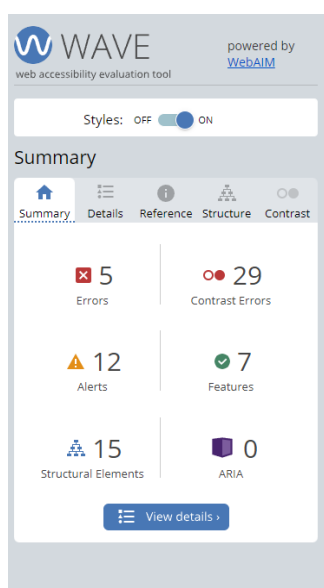 WAVE
web accessibility evaluation tool
powered by
WebAIM
Styles: OFF ON
Summary
Summary Details Reference Structure Contrast
5
Errors
29
Contrast Errors
12
Alerts
7
Features
15
Structural Elements
0
ARIA
View details ›